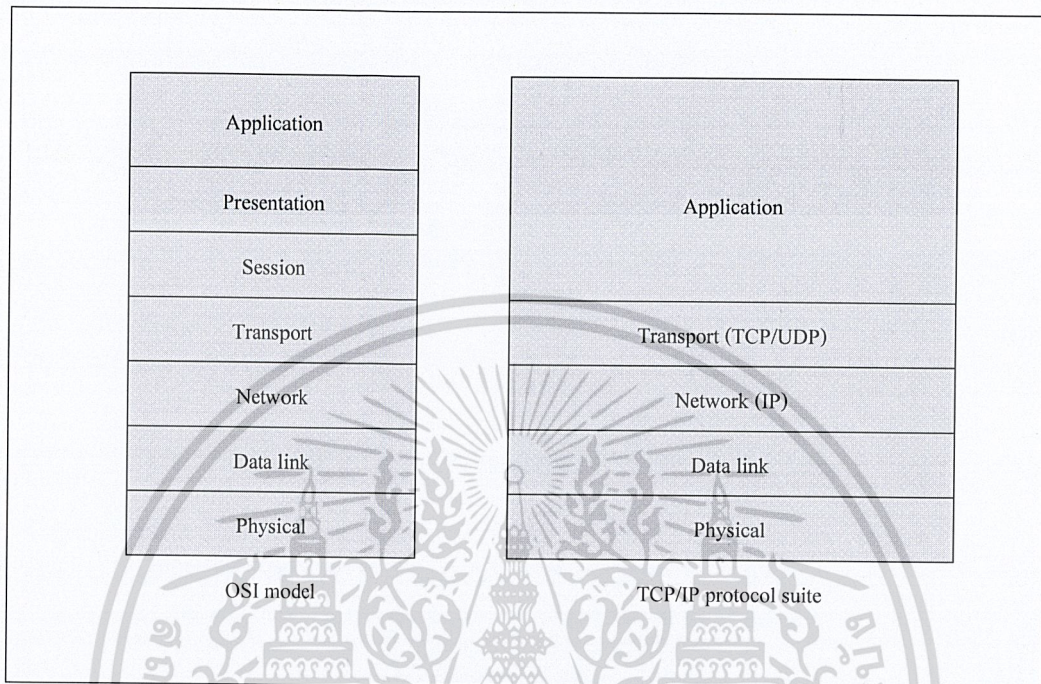 Application
Presentation
Session
Transport
Network
Data link
Physical
OSI model
Application
Transport (TCP/UDP)
Network (IP)
Data link
Physical
TCP/IP protocol suite